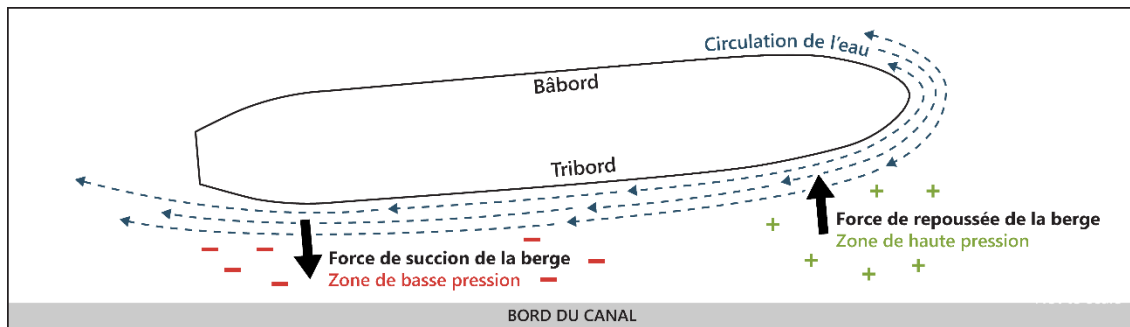 Circulation de l'eau
Bâbord
Tribord
Force de repoussée de la berge
Zone de haute pression
Force de succion de la berge
Zone de basse pression
BORD DU CANAL